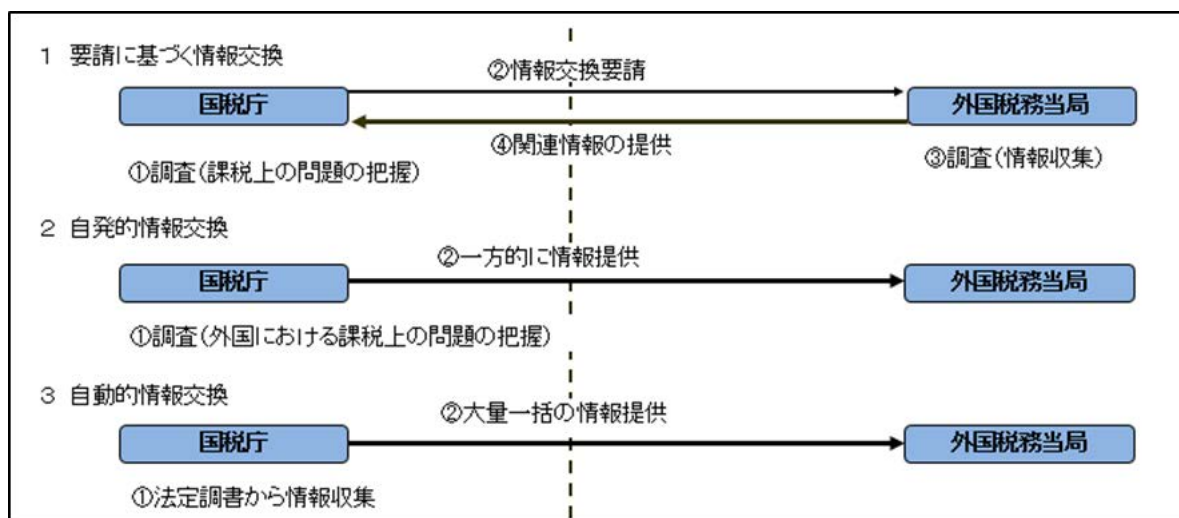 １ 要請に基づく情報交換
②情報交換要請
国税庁
外国税務当局
④関連情報の提供
①調査（課税上の問題の把握）
③調査（情報収集）
２ 自発的情報交換
②一方的に情報提供
国税庁
外国税務当局
①調査（外国における課税上の問題の把握）
３ 自動的情報交換
②大量一括の情報提供
国税庁
外国税務当局
①法定調書から情報収集